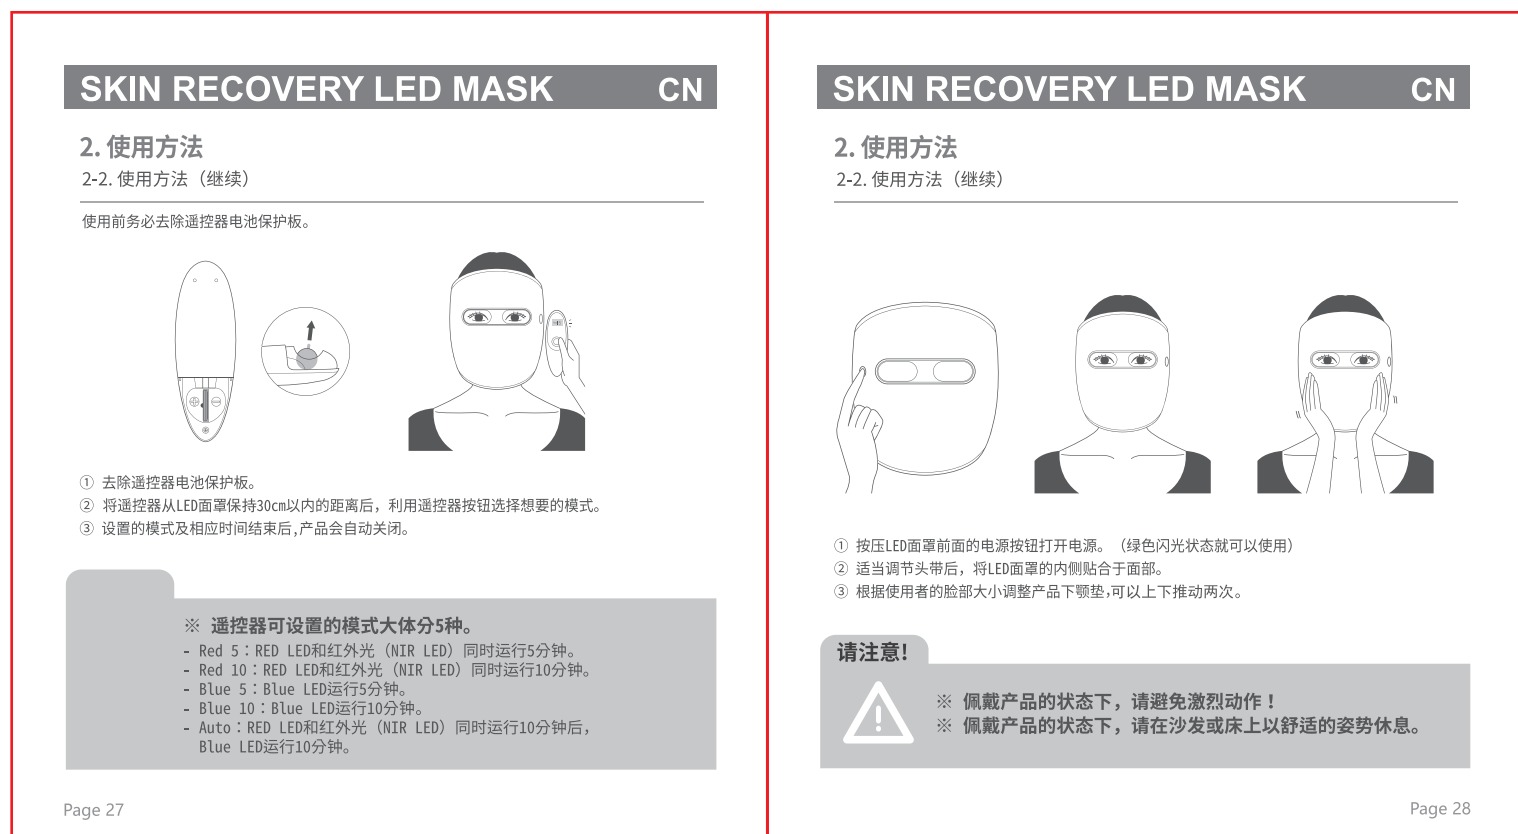 SKIN RECOVERY LED MASK CN
2. 使用方法
2-2. 使用方法（继续）
使用前务必去除遥控器电池保护板。
① 去除遥控器电池保护板。
② 将遥控器从LED面罩保持30cm以内的距离后，利用遥控器按钮选择想要的模式。
③ 设置的模式及相应时间结束后,产品会自动关闭。
※ 遥控器可设置的模式大体分5种。
- Red 5：RED LED和红外光（NIR LED）同时运行5分钟。
- Red 10：RED LED和红外光（NIR LED）同时运行10分钟。
- Blue 5：Blue LED运行5分钟。
- Blue 10：Blue LED运行10分钟。
- Auto：RED LED和红外光（NIR LED）同时运行10分钟后，
Blue LED运行10分钟。
Page 27
SKIN RECOVERY LED MASK CN
2. 使用方法
2-2. 使用方法（继续）
① 按压LED面罩前面的电源按钮打开电源。（绿色闪光状态就可以使用）
② 适当调节头带后，将LED面罩的内侧贴合于面部。
③ 根据使用者的脸部大小调整产品下颚垫,可以上下推动两次。
请注意!
※ 佩戴产品的状态下，请避免激烈动作！
※ 佩戴产品的状态下，请在沙发或床上以舒适的姿势休息。
Page 28